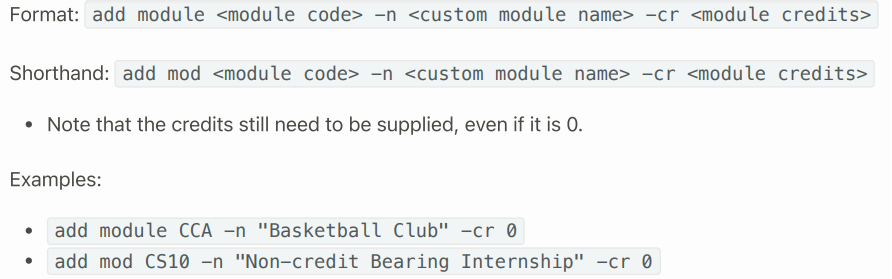 Format: add module <module code> -n <custom module name> -cr <module credits>
Shorthand: add mod <module code> -n <custom module name> -cr <module credits>
• Note that the credits still need to be supplied, even if it is 0.
Examples:
• add module CCA -n "Basketball Club" -cr 0
• add mod CS10 -n "Non-credit Bearing Internship" -cr 0